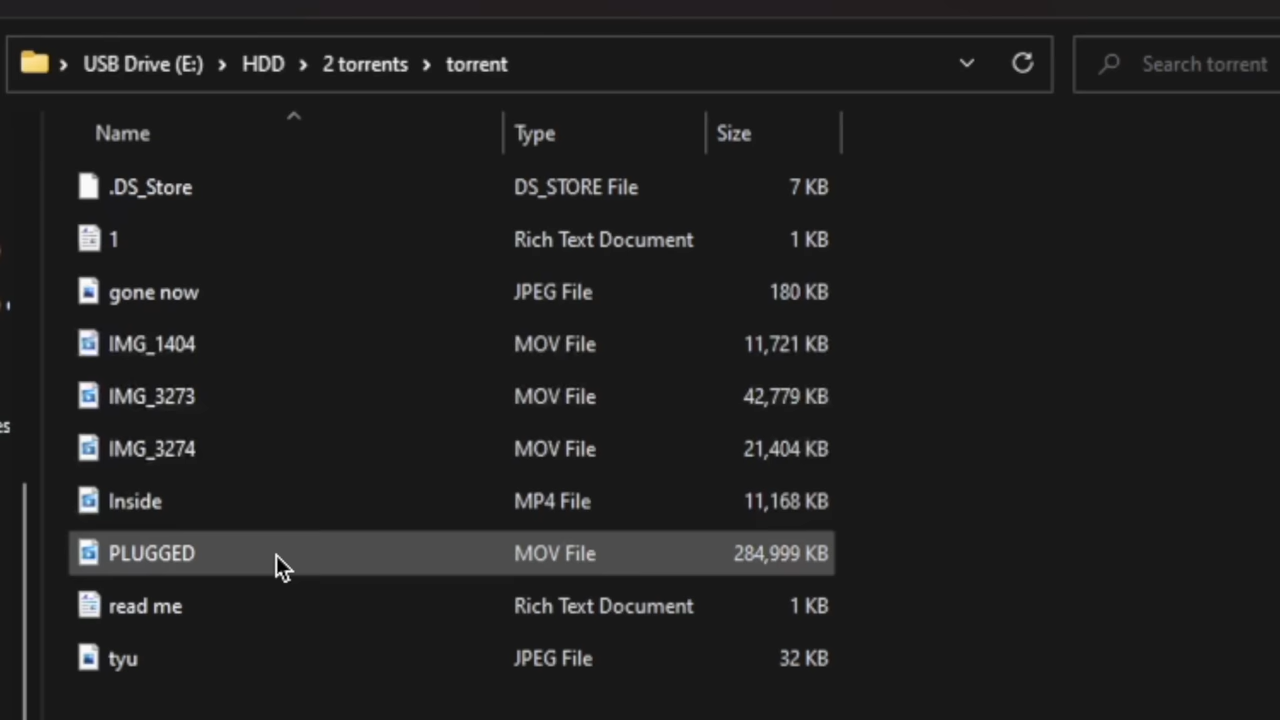 USB Drive (E:) > HDD > 2 torrents > torrent Search torrent
Name Type Size
.DS_Store DS_STORE File 7 KB
1 Rich Text Document 1 KB
gone now JPEG File 180 KB
IMG_1404 MOV File 11,721 KB
IMG_3273 MOV File 42,779 KB
es
IMG_3274 MOV File 21,404 KB
Inside MP4 File 11,168 KB
PLUGGED MOV File 284,999 KB
read me Rich Text Document 1 KB
tyu JPEG File 32 KB